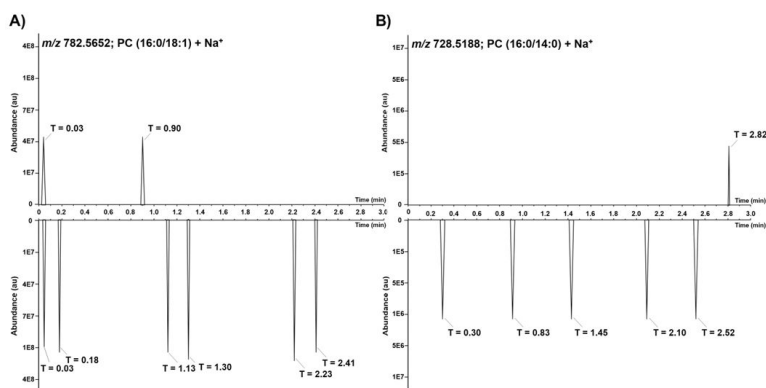 A)
m/z 782.5652; PC (16:0/18:1) + Na⁺
Abundance (au)
4E8
1E8
7E7
4E7
1E7
0
T = 0.03
T = 0.90
Time (min)
0 0.2 0.4 0.6 0.8 1.0 1.2 1.4 1.6 1.8 2.0 2.2 2.4 2.6 2.8 3.0
0
Time (min)
Abundance (au)
1E7
4E7
7E7
1E8
4E8
T = 0.03
T = 0.18
T = 1.13
T = 1.30
T = 2.23
T = 2.41
B)
m/z 728.5188; PC (16:0/14:0) + Na⁺
Abundance (au)
1E7
5E6
1E6
5E5
1E5
0
T = 2.82
Time (min)
0 0.2 0.4 0.6 0.8 1.0 1.2 1.4 1.6 1.8 2.0 2.2 2.4 2.6 2.8 3.0
0
Time (min)
Abundance (au)
1E5
5E5
1E6
5E6
1E7
T = 0.30
T = 0.83
T = 1.45
T = 2.10
T = 2.52